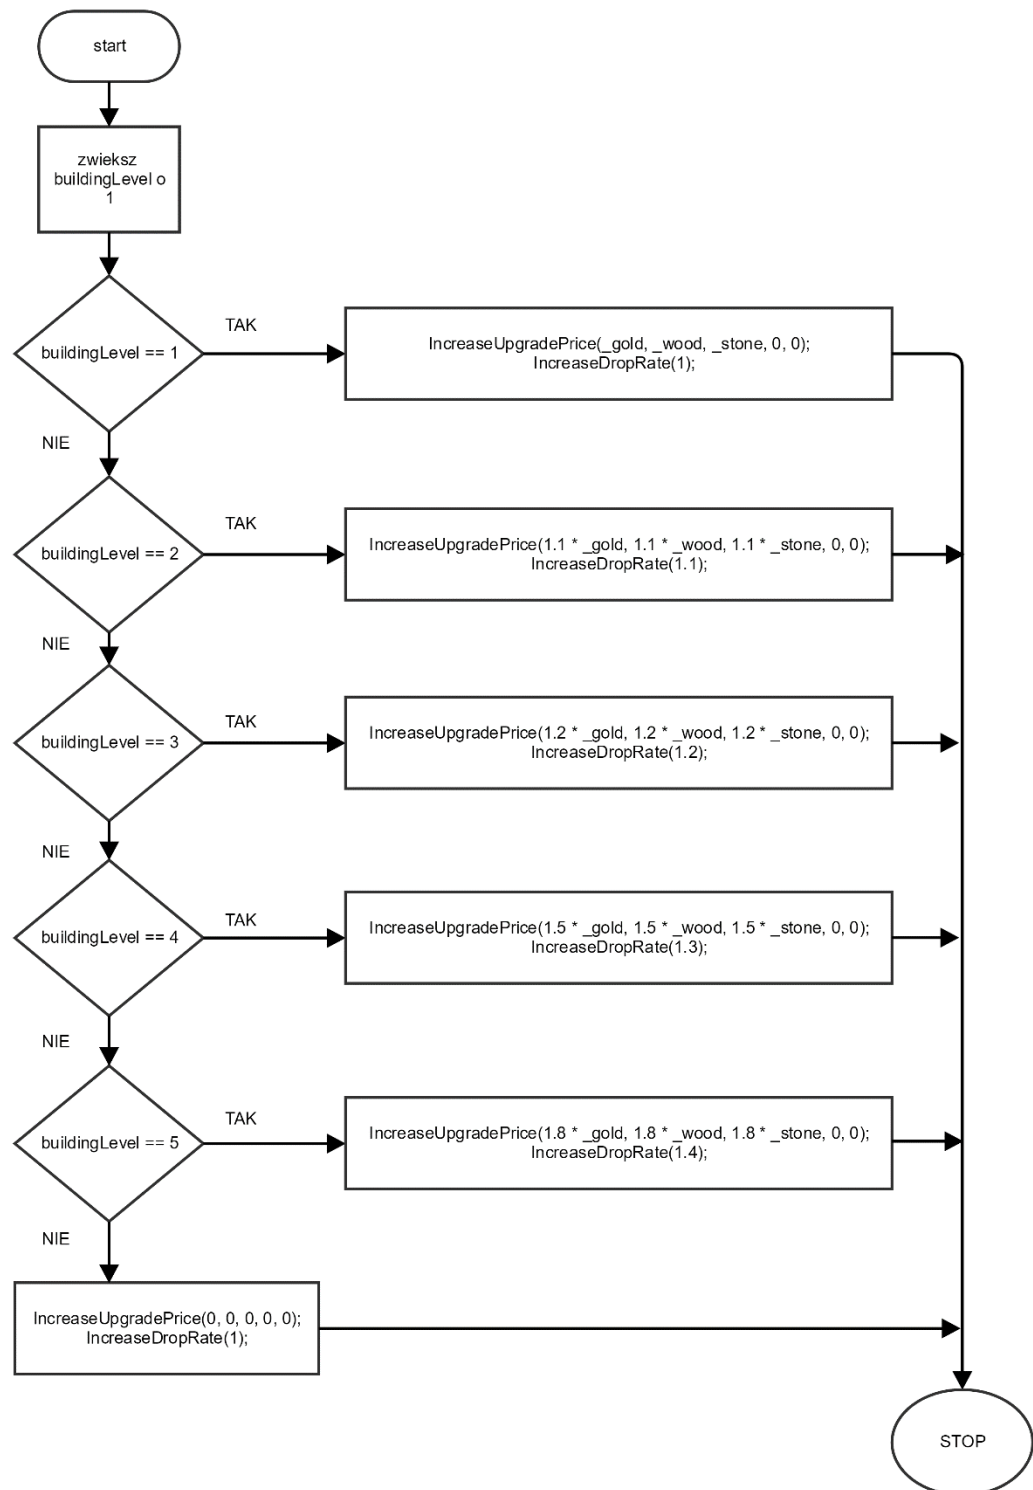 start
zwieksz
buildingLevel o
1
buildingLevel == 1
TAK
IncreaseUpgradePrice(_gold, _wood, _stone, 0, 0);
IncreaseDropRate(1);
NIE
buildingLevel == 2
TAK
IncreaseUpgradePrice(1.1 * _gold, 1.1 * _wood, 1.1 * _stone, 0, 0);
IncreaseDropRate(1.1);
NIE
buildingLevel == 3
TAK
IncreaseUpgradePrice(1.2 * _gold, 1.2 * _wood, 1.2 * _stone, 0, 0);
IncreaseDropRate(1.2);
NIE
buildingLevel == 4
TAK
IncreaseUpgradePrice(1.5 * _gold, 1.5 * _wood, 1.5 * _stone, 0, 0);
IncreaseDropRate(1.3);
NIE
buildingLevel == 5
TAK
IncreaseUpgradePrice(1.8 * _gold, 1.8 * _wood, 1.8 * _stone, 0, 0);
IncreaseDropRate(1.4);
NIE
IncreaseUpgradePrice(0, 0, 0, 0, 0);
IncreaseDropRate(1);
STOP